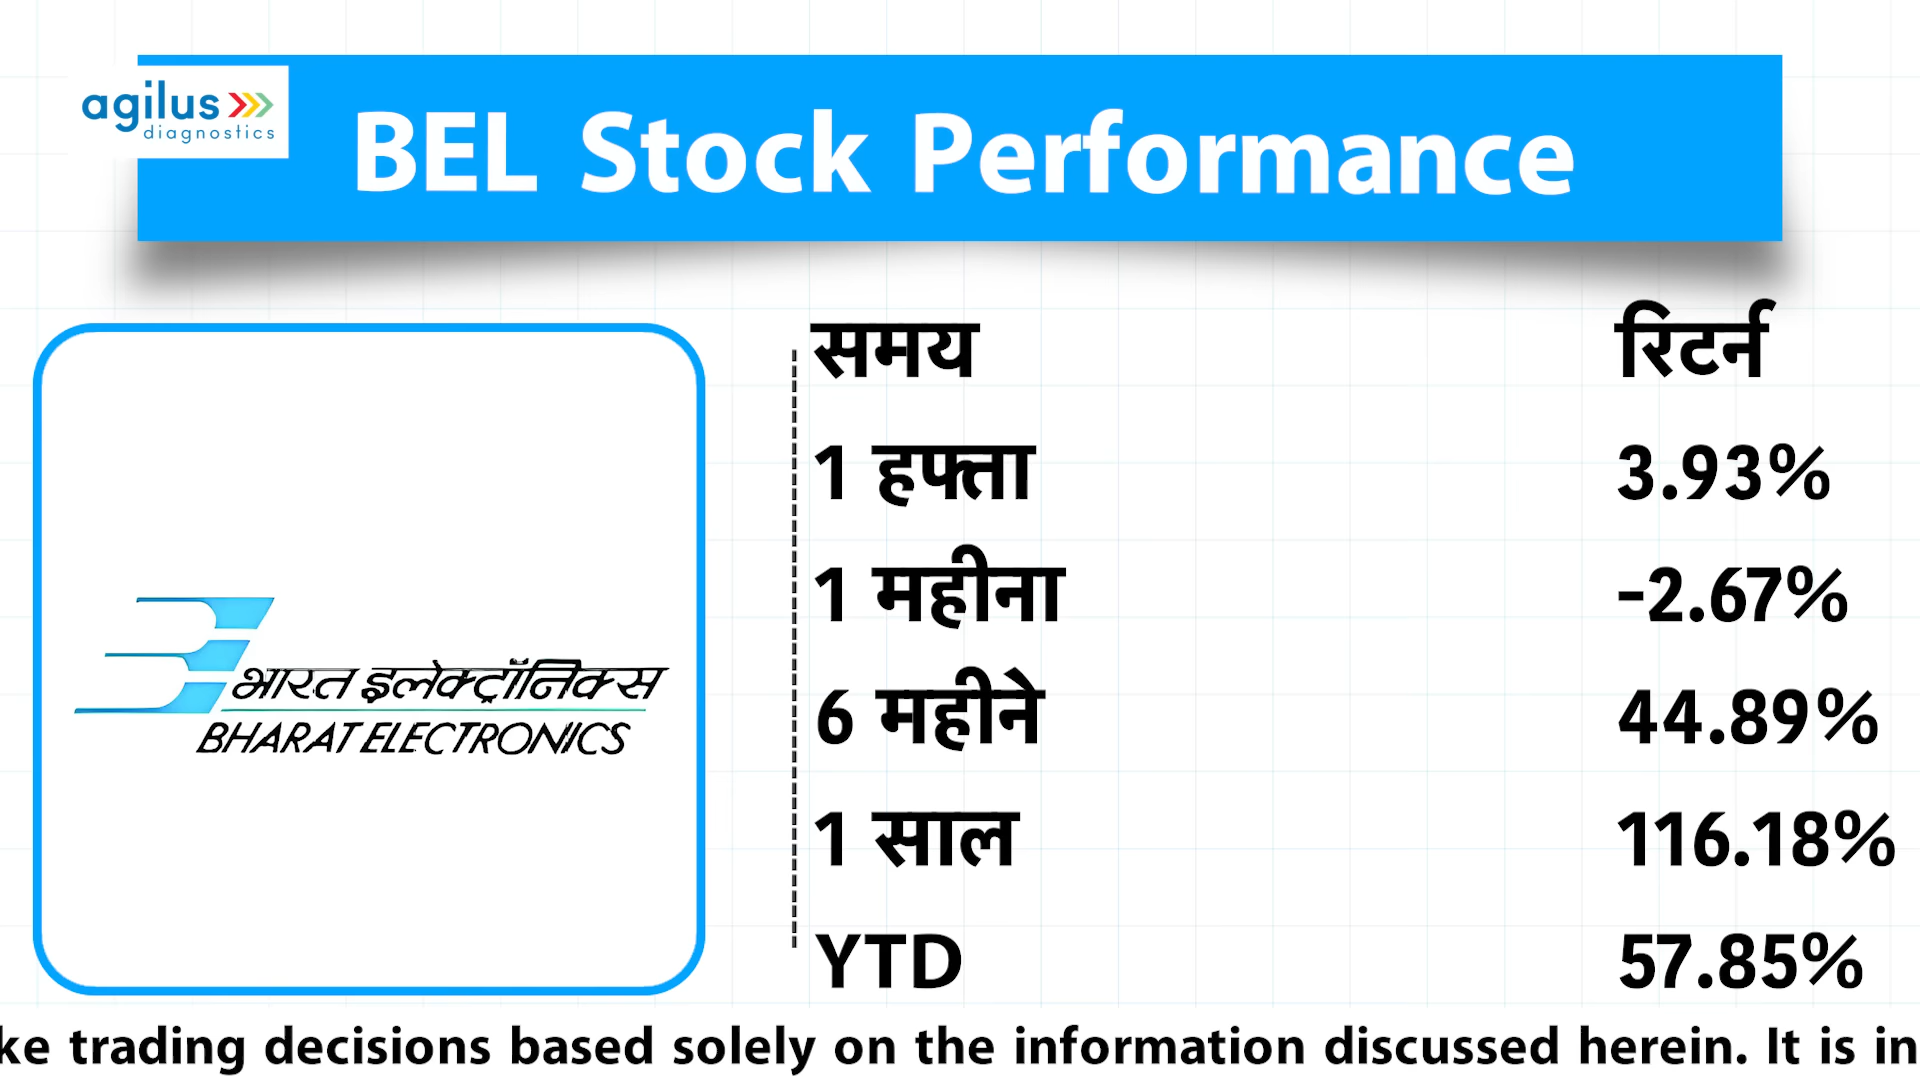 agilus
diagnostics
BEL Stock Performance
समय रिटर्न
1 हफ्ता 3.93%
1 महीना -2.67%
6 महीने 44.89%
1 साल 116.18%
YTD 57.85%
भारत इलेक्ट्रॉनिक्स
BHARAT ELECTRONICS
ke trading decisions based solely on the information discussed herein. It is in